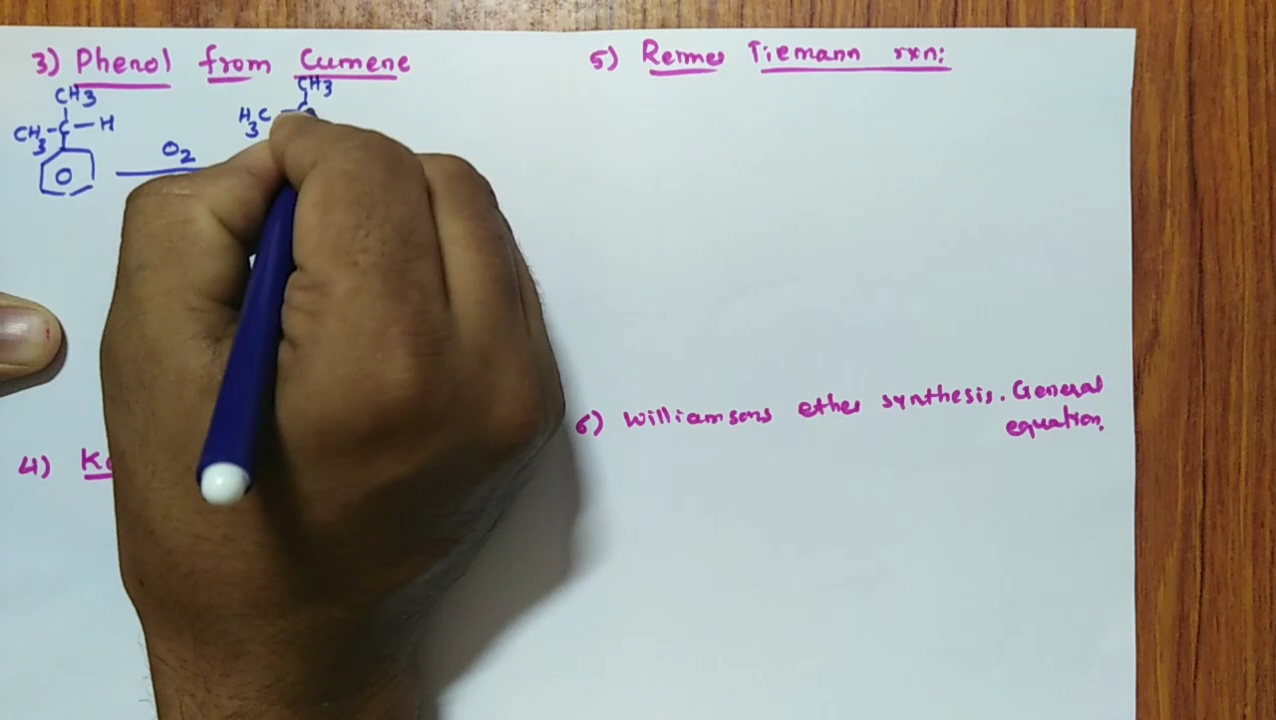 3) Phenol from Cumene
CH3
CH3-C-H
O2
CH3
H3C
4)
5) Reimer Tiemann rxn:
6) Williamsons ether synthesis. General
equation.